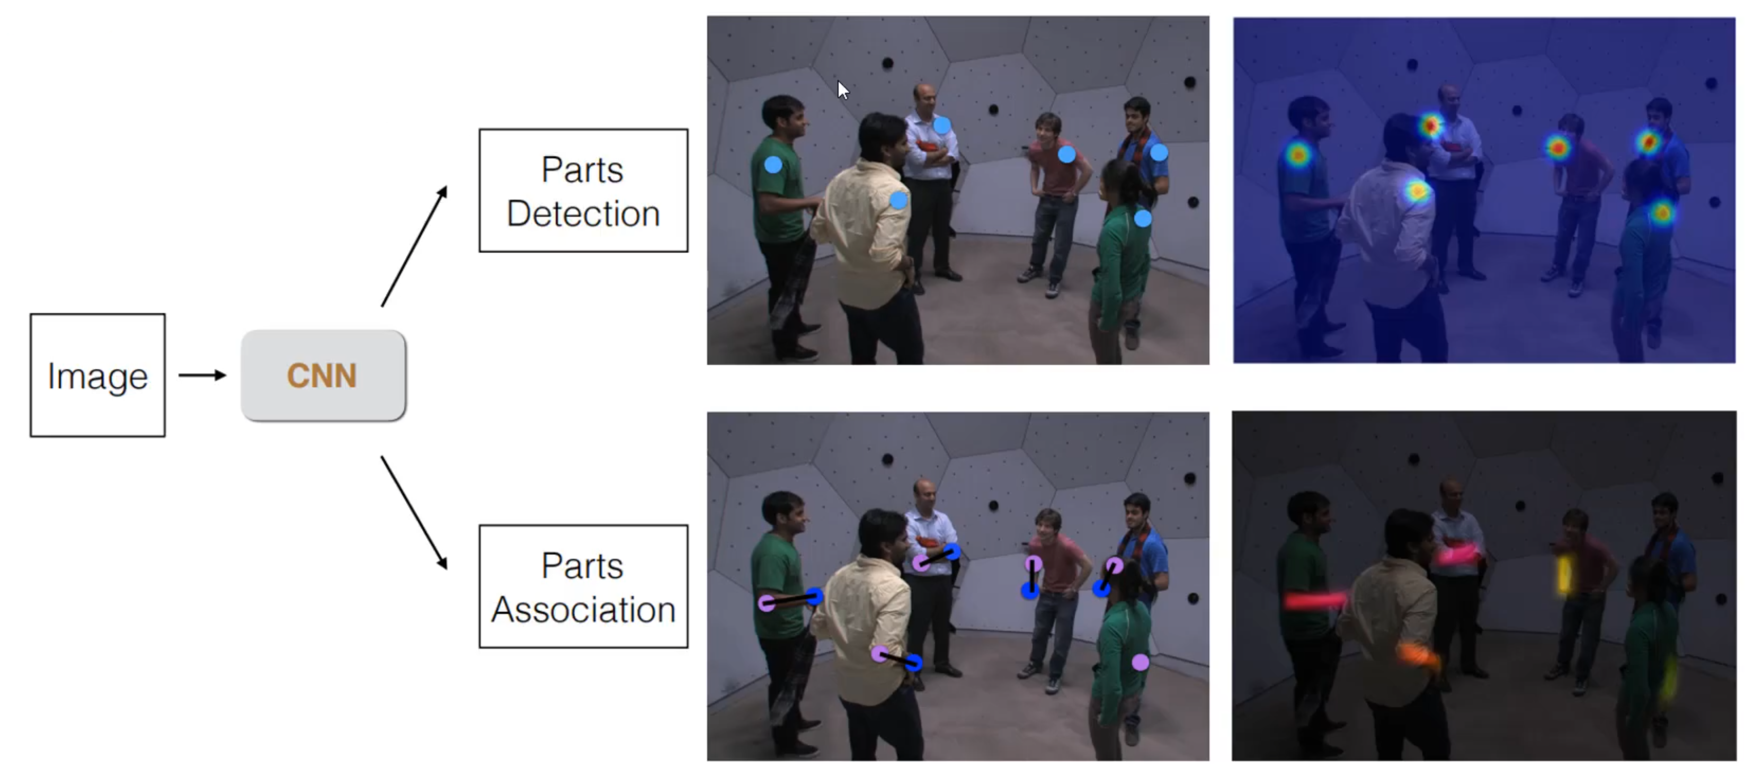 Image
CNN
Parts
Detection
Parts
Association